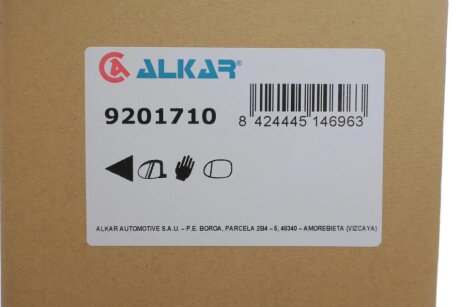 ALKAR®
9201710
8 424445 146963
ALKAR AUTOMOTIVE S.A.U. – P.E. BOROA, PARCELA 2B4 – 5, 48340 – AMOREBIETA (VIZCAYA)